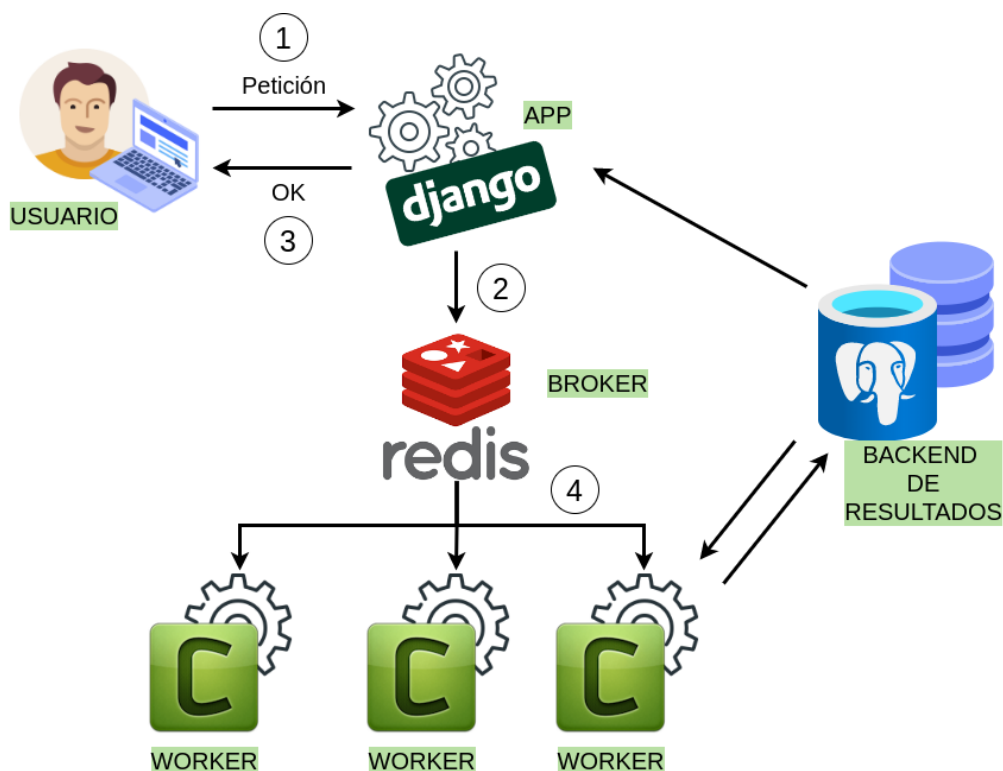 1
Petición
APP
django
OK
USUARIO
3
2
BROKER
redis
BACKEND
DE
RESULTADOS
4
C
C
C
WORKER
WORKER
WORKER